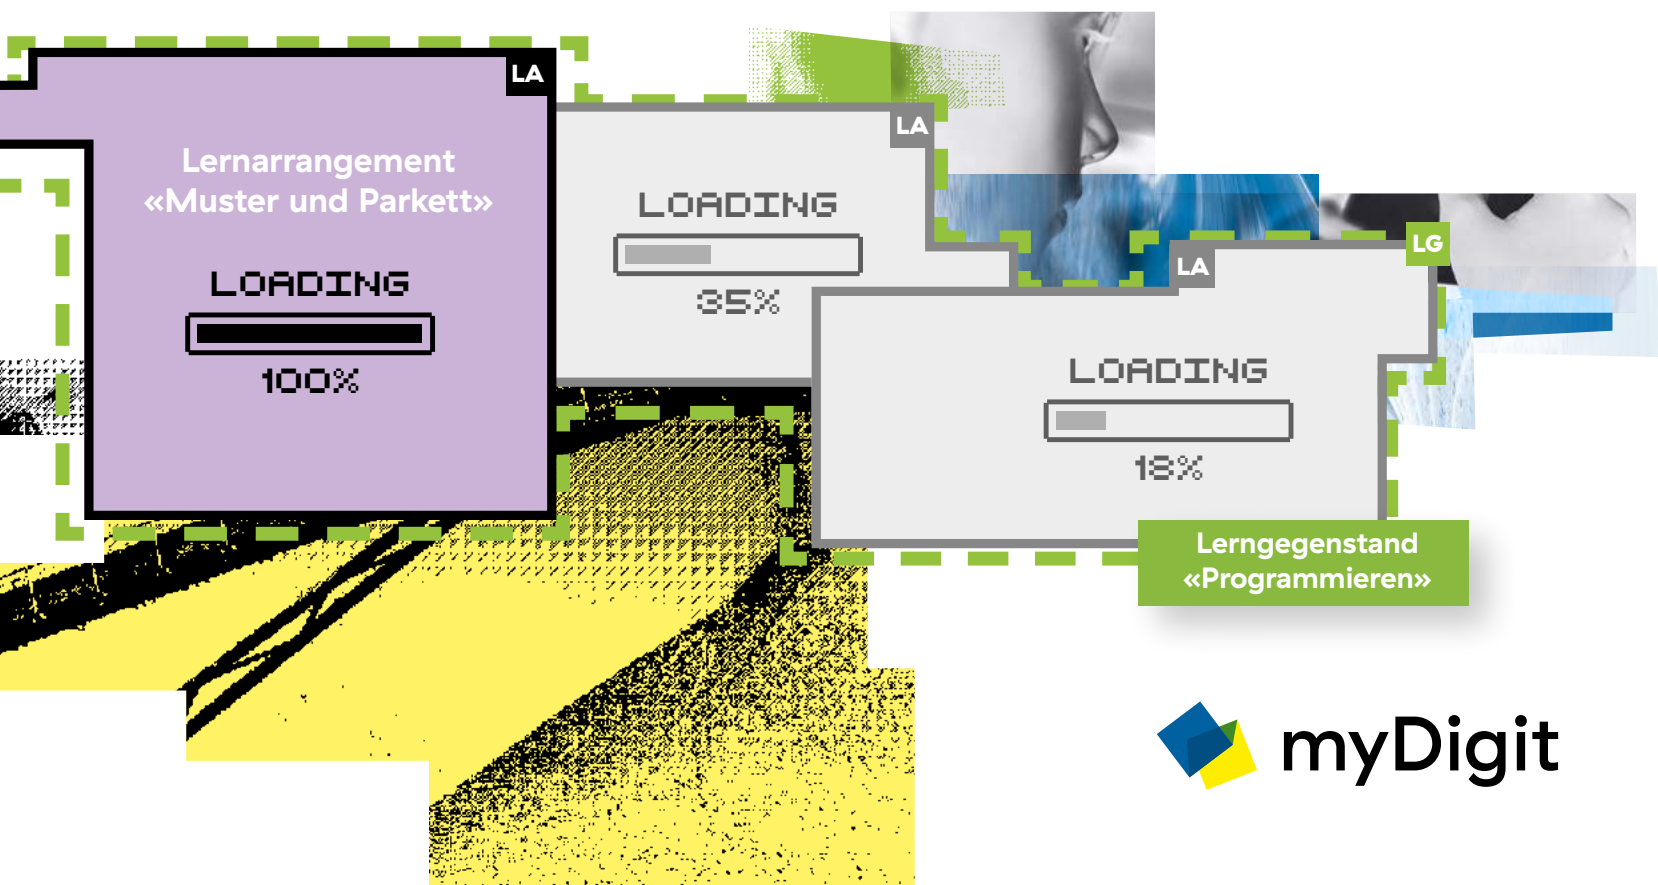 LA
Lernarrangement
«Muster und Parkett»
LOADING
100%
LA
LOADING
35%
LA
LG
LOADING
18%
Lerngegenstand
«Programmieren»
myDigit